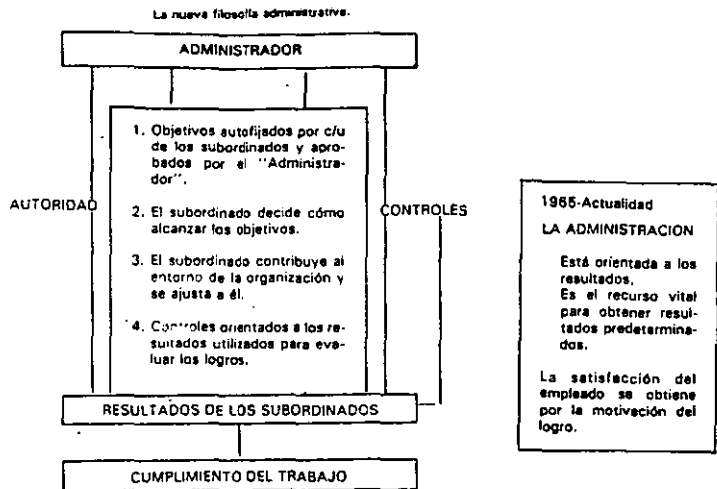 La nueva filosofía administrativa.
ADMINISTRADOR
1. Objetivos autofijados por c/u
de los subordinados y apro-
bados por el "Administra-
dor".
2. El subordinado decide cómo
alcanzar los objetivos.
3. El subordinado contribuye al
entorno de la organización y
se ajusta a él.
4. Controles orientados a los re-
sultados utilizados para eva-
luar los logros.
AUTORIDAD
CONTROLES
RESULTADOS DE LOS SUBORDINADOS
CUMPLIMIENTO DEL TRABAJO
1965-Actualidad
LA ADMINISTRACION
Está orientada a los
resultados.
Es el recurso vital
para obtener resul-
tados predetermina-
dos.
La satisfacción del
empleado se obtiene
por la motivación del
logro.